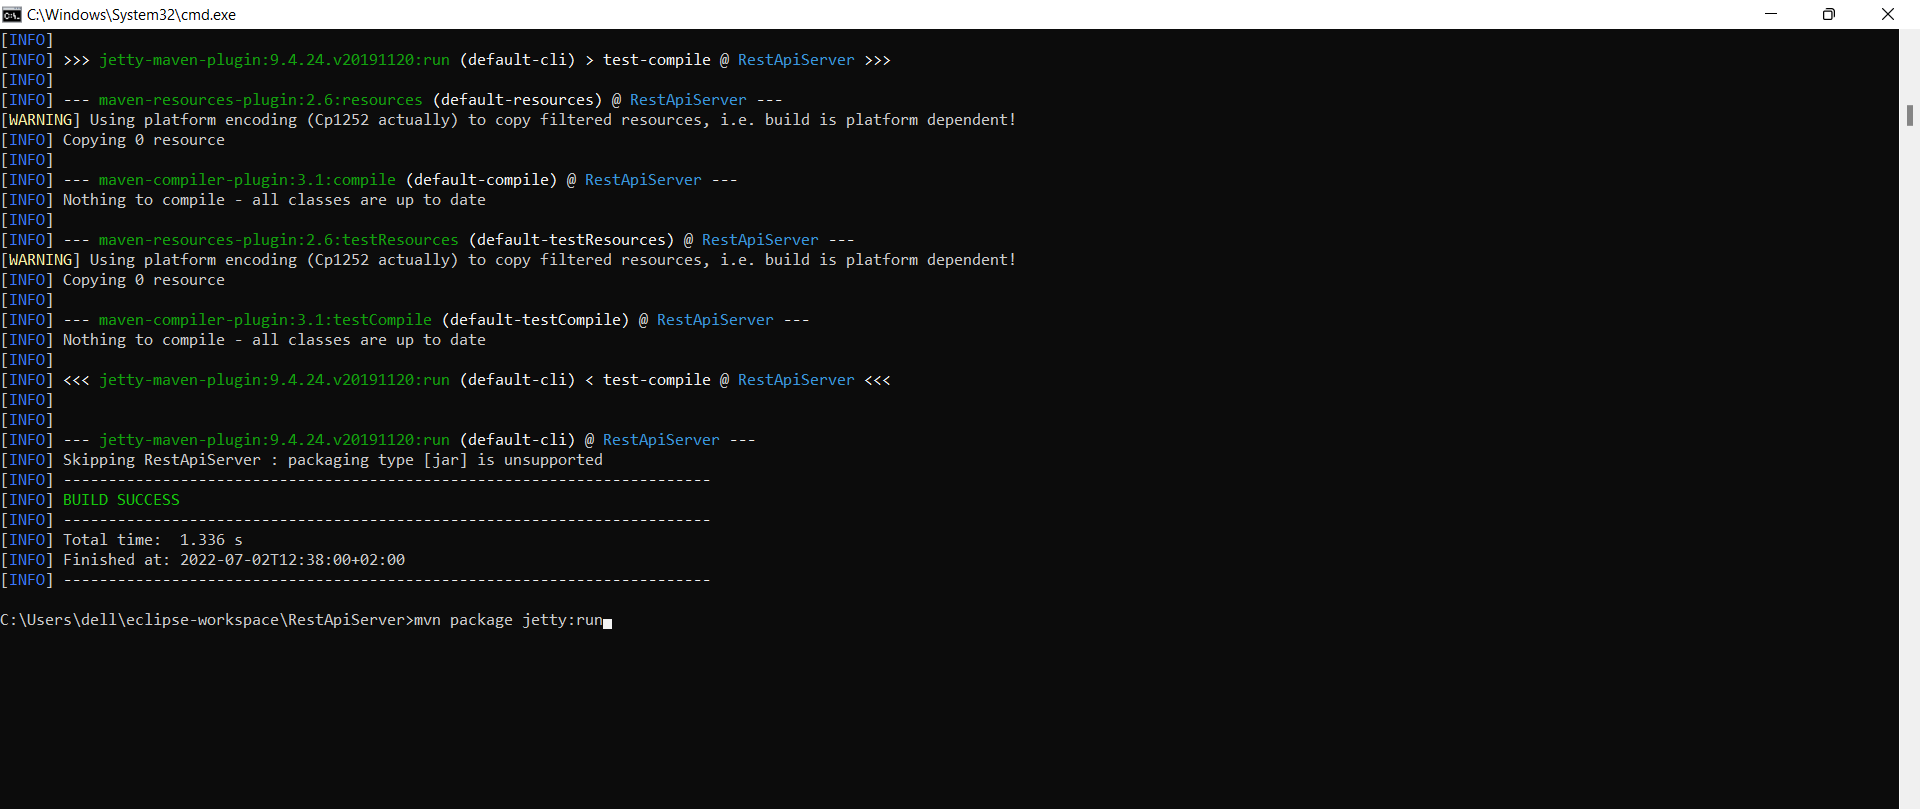 C:\Windows\System32\cmd.exe
[INFO]
[INFO] >>> jetty-maven-plugin:9.4.24.v20191120:run (default-cli) > test-compile @ RestApiServer >>>
[INFO]
[INFO] --- maven-resources-plugin:2.6:resources (default-resources) @ RestApiServer ---
[WARNING] Using platform encoding (Cp1252 actually) to copy filtered resources, i.e. build is platform dependent!
[INFO] Copying 0 resource
[INFO]
[INFO] --- maven-compiler-plugin:3.1:compile (default-compile) @ RestApiServer ---
[INFO] Nothing to compile - all classes are up to date
[INFO]
[INFO] --- maven-resources-plugin:2.6:testResources (default-testResources) @ RestApiServer ---
[WARNING] Using platform encoding (Cp1252 actually) to copy filtered resources, i.e. build is platform dependent!
[INFO] Copying 0 resource
[INFO]
[INFO] --- maven-compiler-plugin:3.1:testCompile (default-testCompile) @ RestApiServer ---
[INFO] Nothing to compile - all classes are up to date
[INFO]
[INFO] <<< jetty-maven-plugin:9.4.24.v20191120:run (default-cli) < test-compile @ RestApiServer <<<
[INFO]
[INFO]
[INFO] --- jetty-maven-plugin:9.4.24.v20191120:run (default-cli) @ RestApiServer ---
[INFO] Skipping RestApiServer : packaging type [jar] is unsupported
[INFO] ------------------------------------------------------------------------
[INFO] BUILD SUCCESS
[INFO] ------------------------------------------------------------------------
[INFO] Total time:  1.336 s
[INFO] Finished at: 2022-07-02T12:38:00+02:00
[INFO] ------------------------------------------------------------------------
C:\Users\dell\eclipse-workspace\RestApiServer>mvn package jetty:run